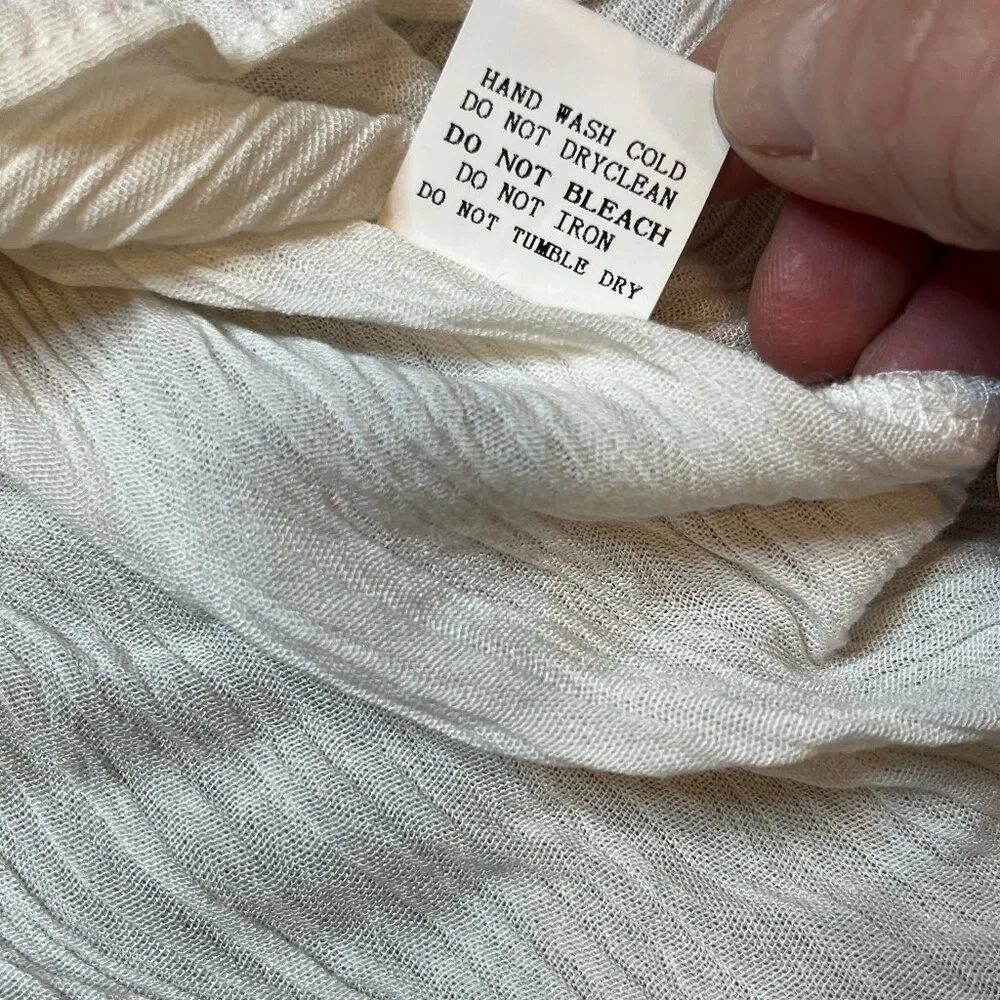 HAND WASH COLD
DO NOT DRYCLEAN
DO NOT BLEACH
DO NOT IRON
DO NOT TUMBLE DRY